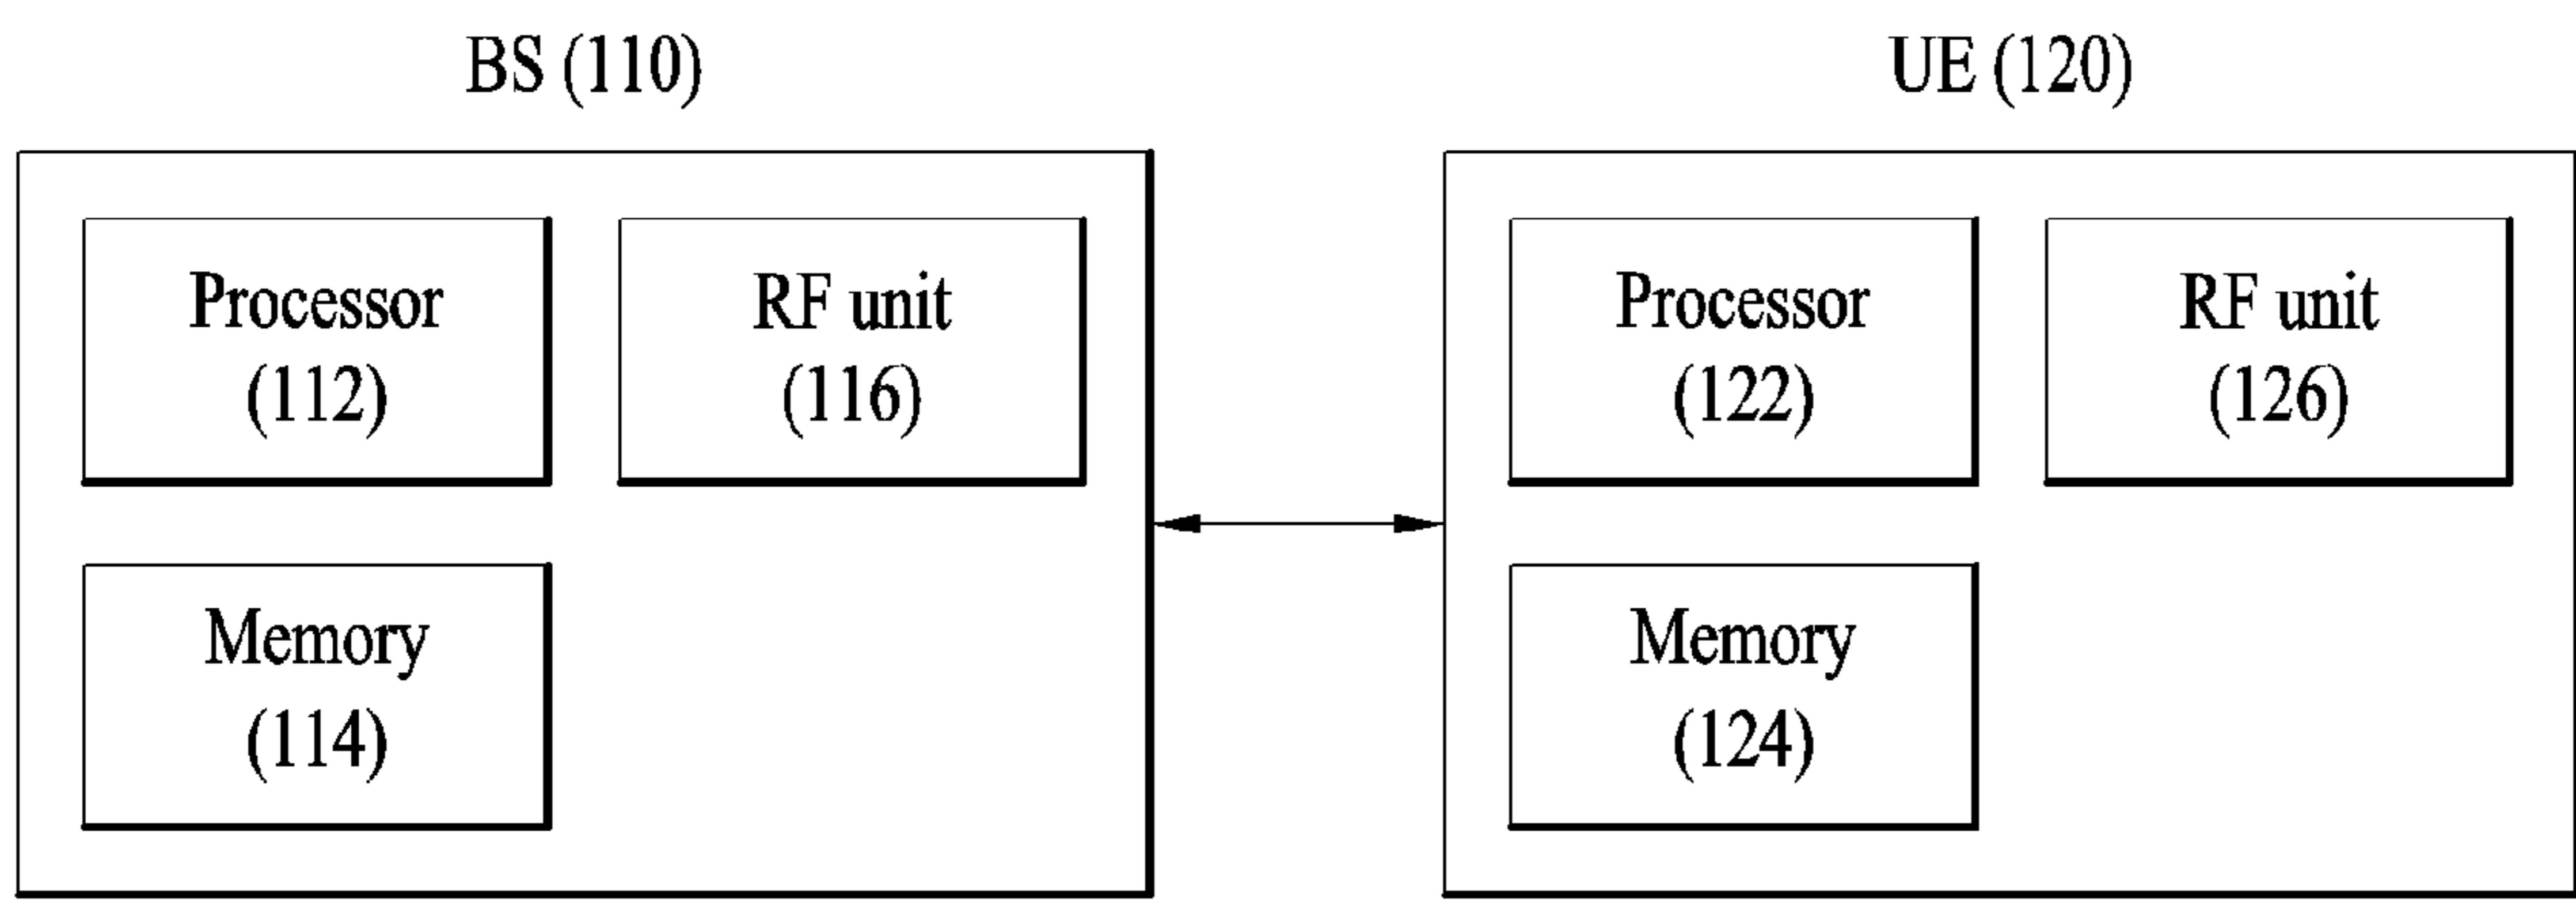 BS (110)
Processor
(112)
RF unit
(116)
Memory
(114)
UE (120)
Processor
(122)
RF unit
(126)
Memory
(124)